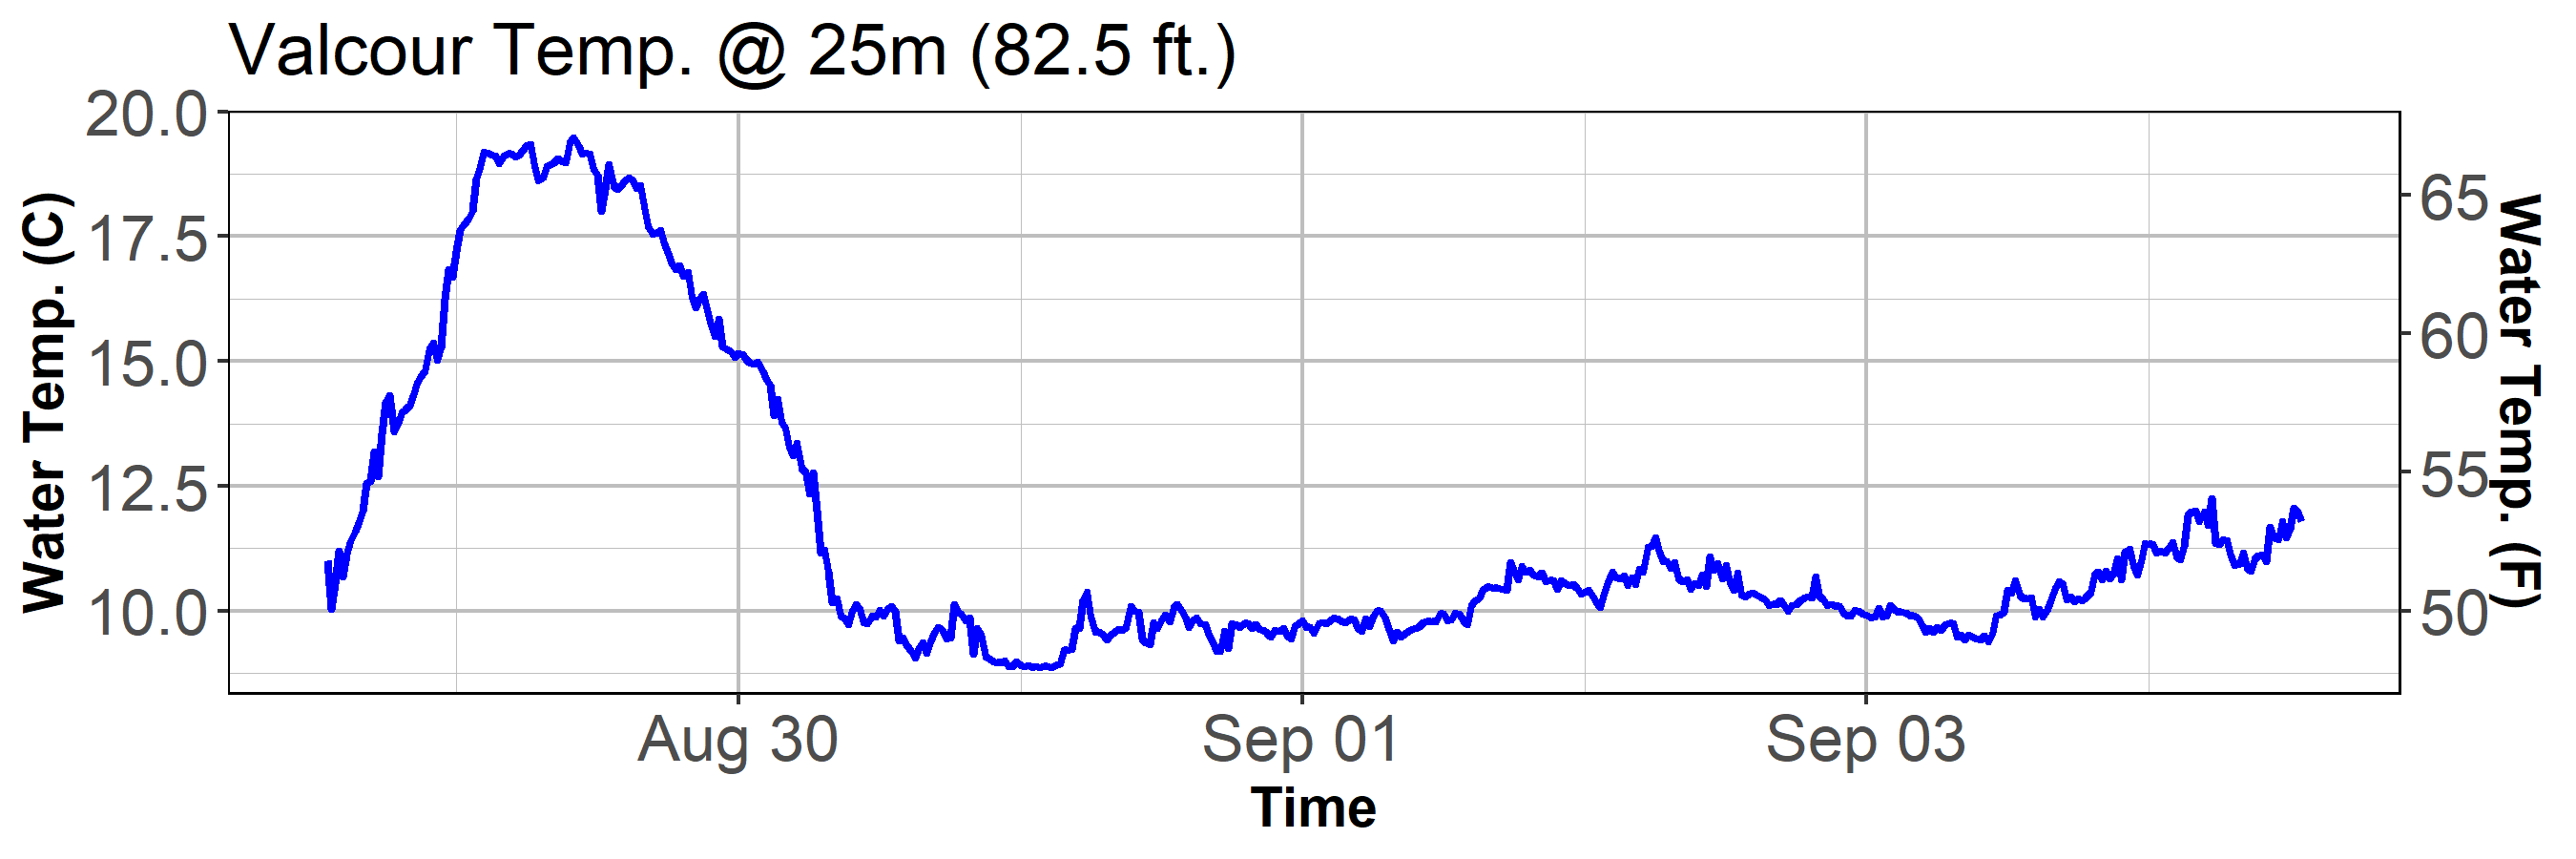 Valcour Temp. @ 25m (82.5 ft.)
20.0
17.5
15.0
12.5
10.0
Water Temp. (C)
65
60
55
50
Water Temp. (F)
Aug 30
Sep 01
Sep 03
Time